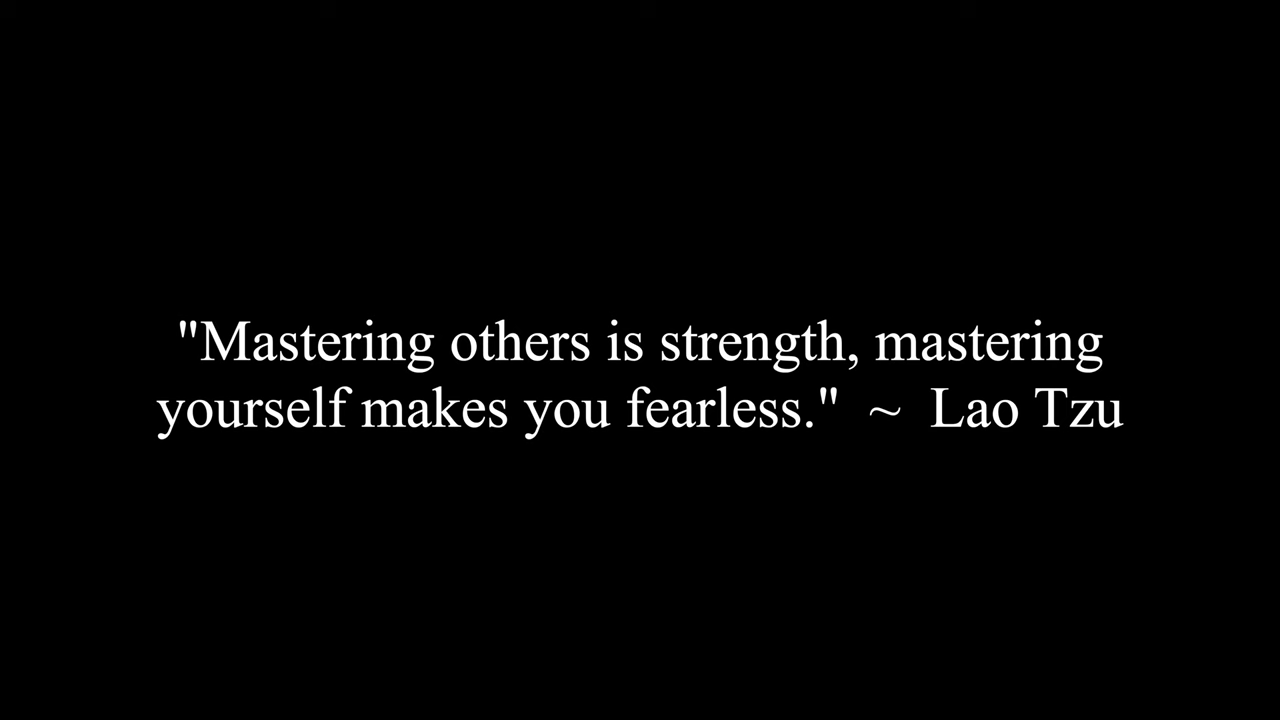 "Mastering others is strength, mastering
yourself makes you fearless."  ~  Lao Tzu